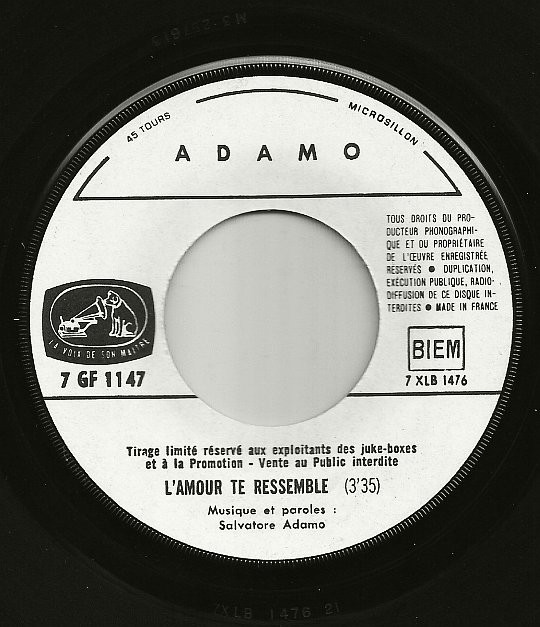 45 TOURS
MICROSILLON
ADAMO
TOUS DROITS DU PRO-
DUCTEUR PHONOGRAPHI-
QUE ET DU PROPRIÉTAIRE
DE L'ŒUVRE ENREGISTRÉE
RESERVÉS ● DUPLICATION,
EXÉCUTION PUBLIQUE, RADIO-
DIFFUSION DE CE DISQUE IN-
TERDITES ● MADE IN FRANCE
LA VOIX DE SON MAITRE
7 GF 1147
BIEM
7 XLB 1476
Tirage limité réservé aux exploitants des juke-boxes
et à la Promotion - Vente au Public interdite
L'AMOUR TE RESSEMBLE (3'35)
Musique et paroles :
Salvatore Adamo
7XLB 1476 21